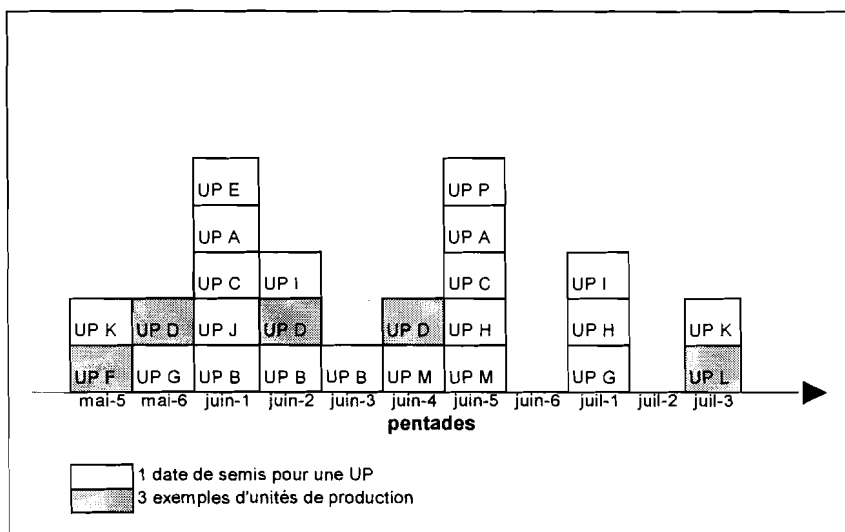 UP E UP P
UP A UP A
UP C UP I UP C UP I
UP K UP D UP J UP D UP D UP H UP H UP K
UP F UP G UP B UP B UP B UP M UP M UP G UP L
mai-5 mai-6 juin-1 juin-2 juin-3 juin-4 juin-5 juin-6 juil-1 juil-2 juil-3
pentades
1 date de semis pour une UP
3 exemples d'unités de production